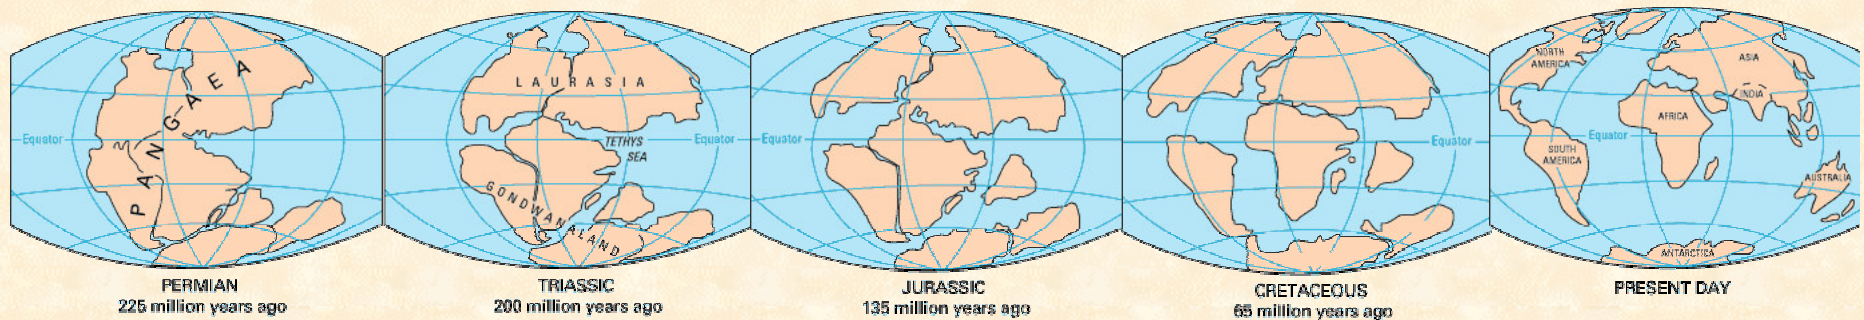 PANGAEA
Equator
PERMIAN
225 million years ago
LAURASIA
TETHYS
SEA
Equator
GONDWANALAND
TRIASSIC
200 million years ago
Equator
JURASSIC
135 million years ago
Equator
CRETACEOUS
65 million years ago
NORTH
AMERICA
ASIA
INDIA
AFRICA
Equator
SOUTH
AMERICA
AUSTRALIA
ANTARCTICA
PRESENT DAY